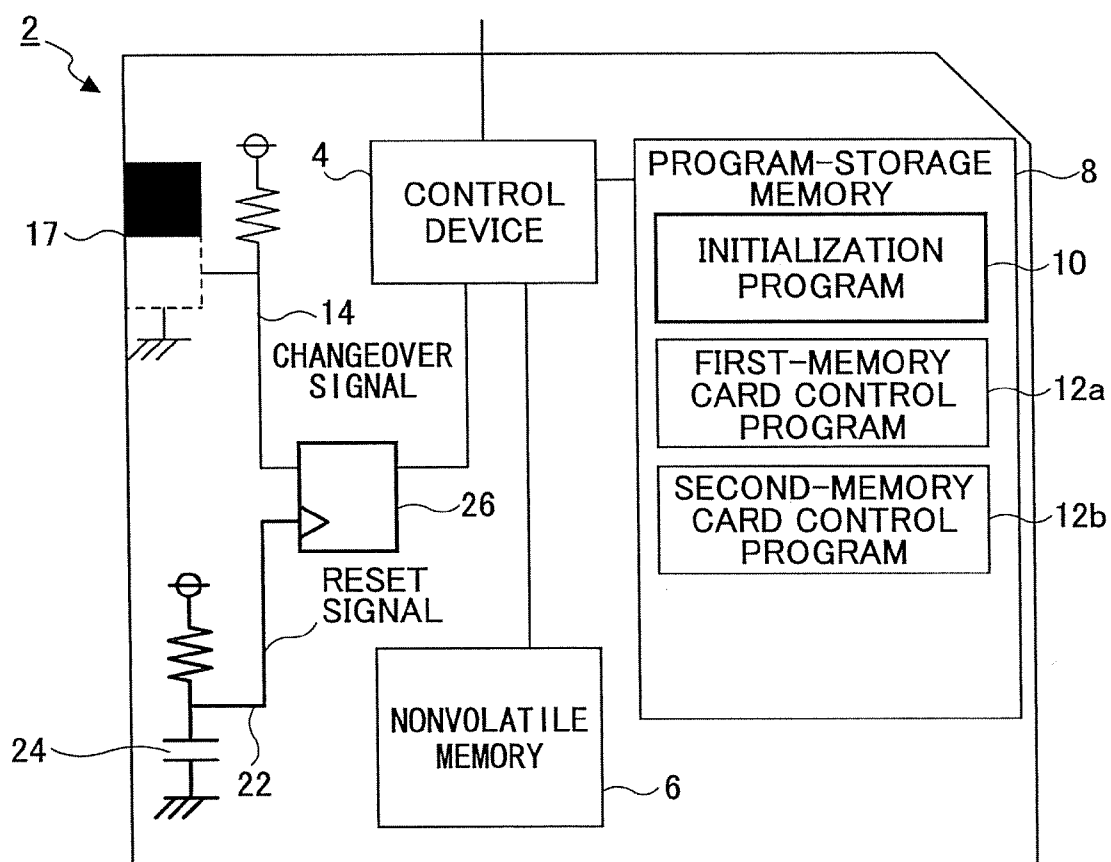 2
4
CONTROL
DEVICE
PROGRAM-STORAGE
MEMORY
8
17
INITIALIZATION
PROGRAM
10
14
CHANGEOVER
SIGNAL
FIRST-MEMORY
CARD CONTROL
PROGRAM
12a
26
SECOND-MEMORY
CARD CONTROL
PROGRAM
12b
RESET
SIGNAL
NONVOLATILE
MEMORY
24
22
6